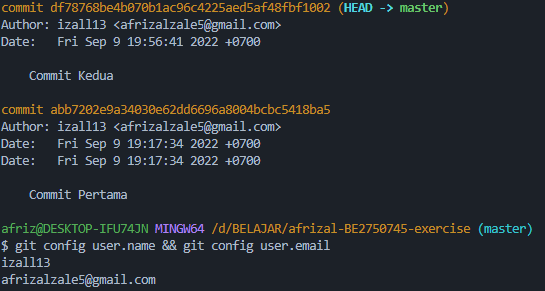 commit df78768be4b070b1ac96c4225aed5af48fbf1002 (HEAD -> master)
Author: izall13 <afrizalzale5@gmail.com>
Date:   Fri Sep 9 19:56:41 2022 +0700
Commit Kedua
commit abb7202e9a34030e62dd6696a8004bcbc5418ba5
Author: izall13 <afrizalzale5@gmail.com>
Date:   Fri Sep 9 19:17:34 2022 +0700
Date:   Fri Sep 9 19:17:34 2022 +0700
Commit Pertama
afriz@DESKTOP-IFU74JN MINGW64 /d/BELAJAR/afrizal-BE2750745-exercise (master)
$ git config user.name && git config user.email
izall13
afrizalzale5@gmail.com